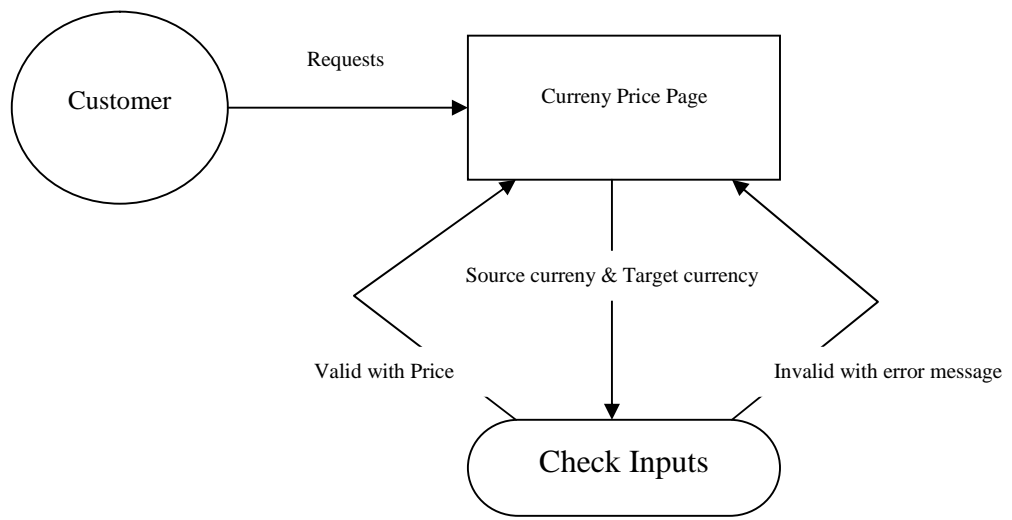 Requests
Customer
Curreny Price Page
Source curreny & Target currency
Valid with Price
Invalid with error message
Check Inputs